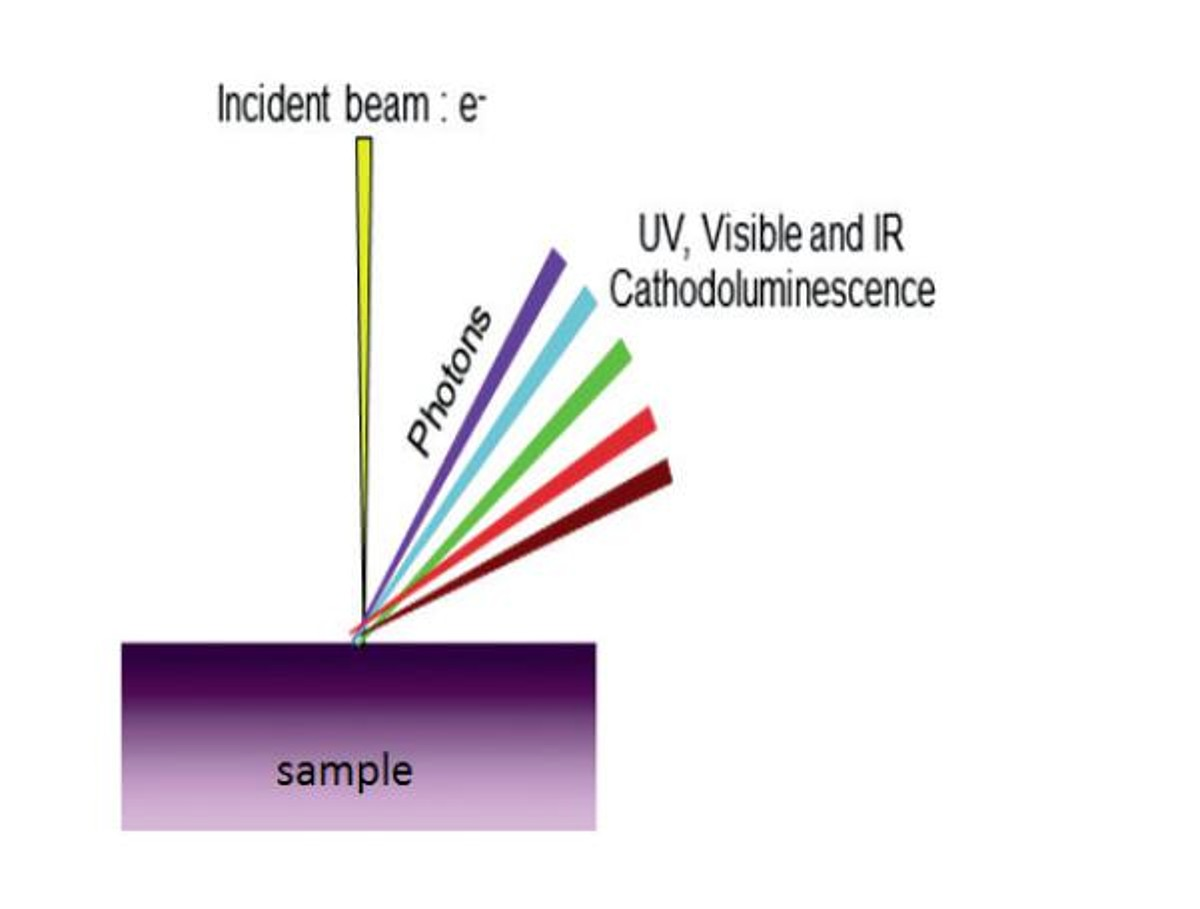 Incident beam : e⁻
UV, Visible and IR
Cathodoluminescence
Photons
sample